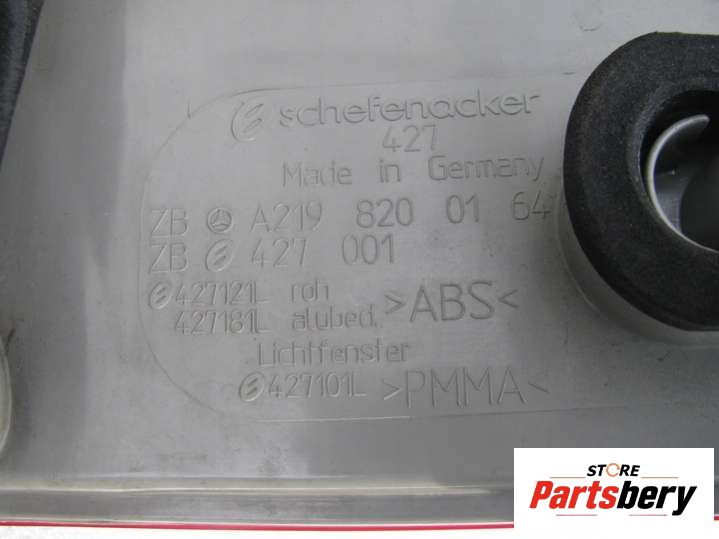 schefenacker
427
Made in Germany
ZB A219 820 01 64
ZB 427 001
427121L roh >ABS<
427181L alubed.
Lichtfenster
427101L >PMMA<
STORE
Partsbery